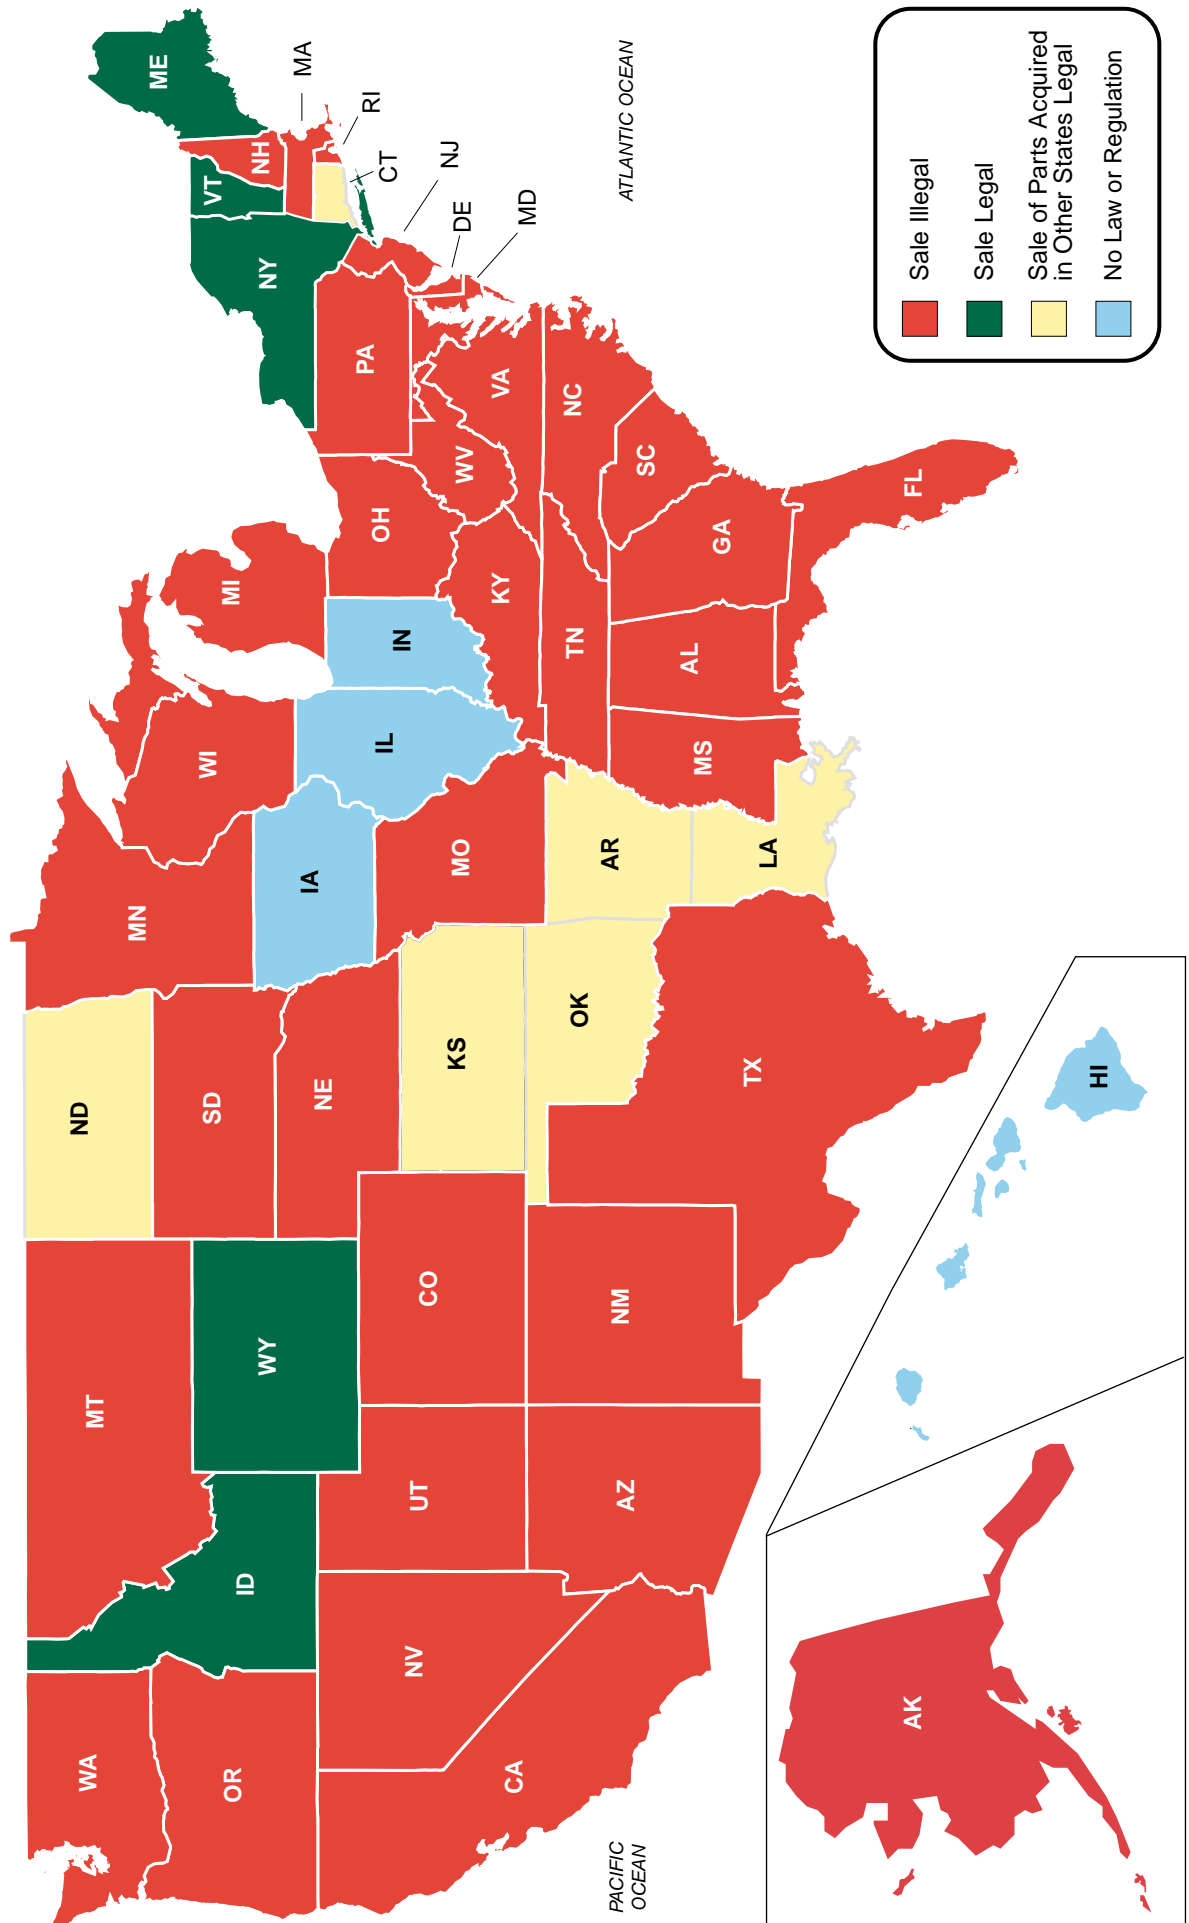 WA
OR
CA
NV
ID
MT
WY
UT
AZ
CO
NM
ND
SD
NE
KS
OK
TX
MN
IA
MO
AR
LA
WI
IL
MS
MI
IN
OH
KY
TN
AL
GA
FL
SC
NC
VA
WV
PA
NY
VT
NH
ME
MA
RI
CT
NJ
DE
MD
AK
HI
PACIFIC
OCEAN
ATLANTIC OCEAN
Sale Illegal
Sale Legal
Sale of Parts Acquired
in Other States Legal
No Law or Regulation